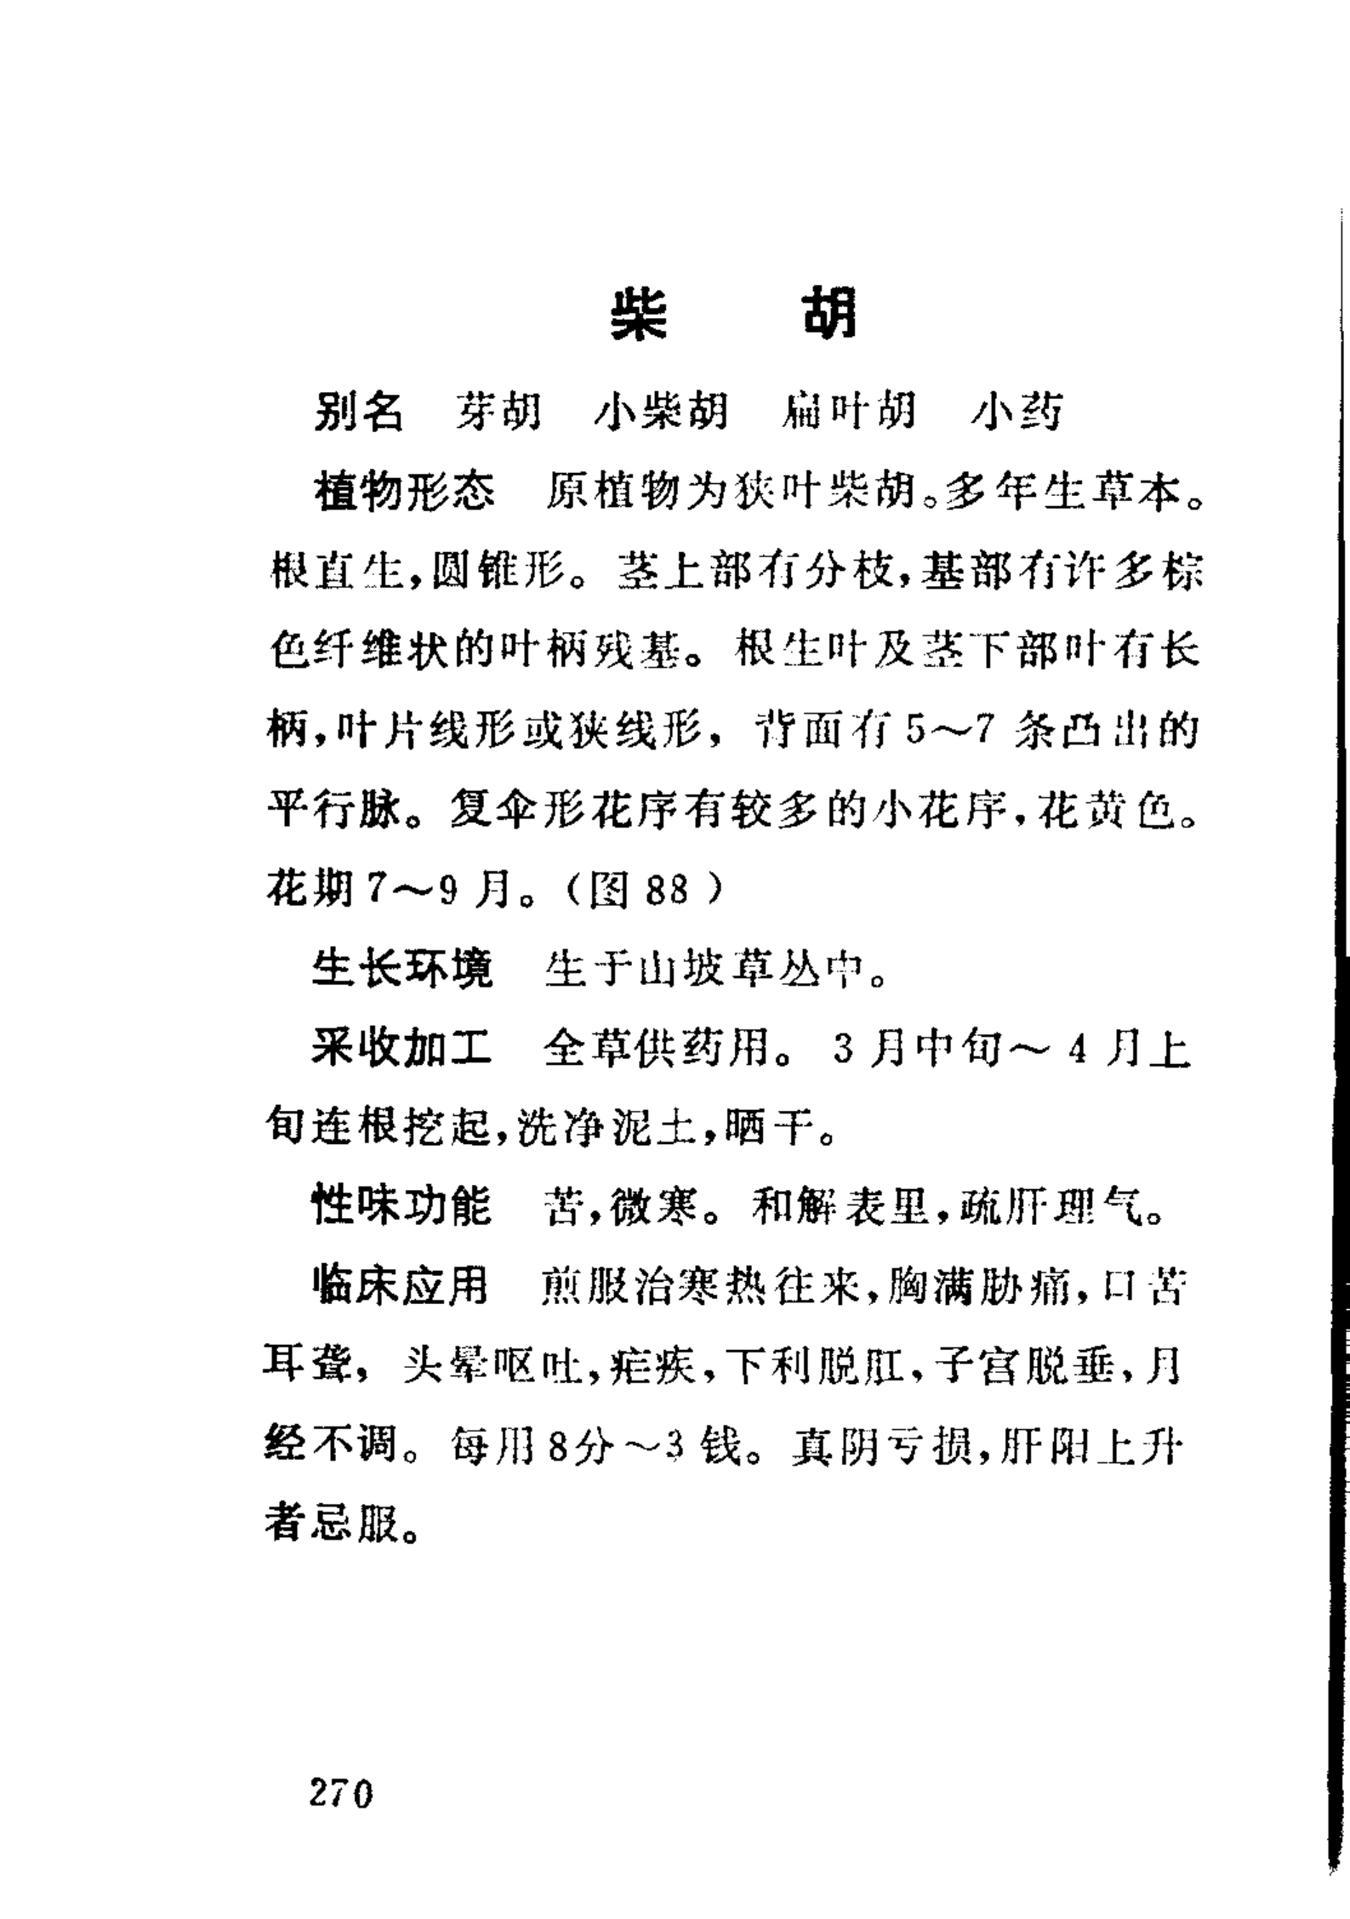 柴 胡
别名 芽胡 小柴胡 扁叶胡 小药
植物形态 原植物为狭叶柴胡。多年生草本。
根直生,圆锥形。茎上部有分枝,基部有许多棕
色纤维状的叶柄残基。根生叶及茎下部叶有长
柄,叶片线形或狭线形,背面有5～7条凸出的
平行脉。复伞形花序有较多的小花序,花黄色。
花期7～9月。(图88)
生长环境 生于山坡草丛中。
采收加工 全草供药用。3月中旬～4月上
旬连根挖起,洗净泥土,晒干。
性味功能 苦,微寒。和解表里,疏肝理气。
临床应用 煎服治寒热往来,胸满胁痛,口苦
耳聋,头晕呕吐,疟疾,下利脱肛,子宫脱垂,月
经不调。每用8分～3钱。真阴亏损,肝阳上升
者忌服。
270